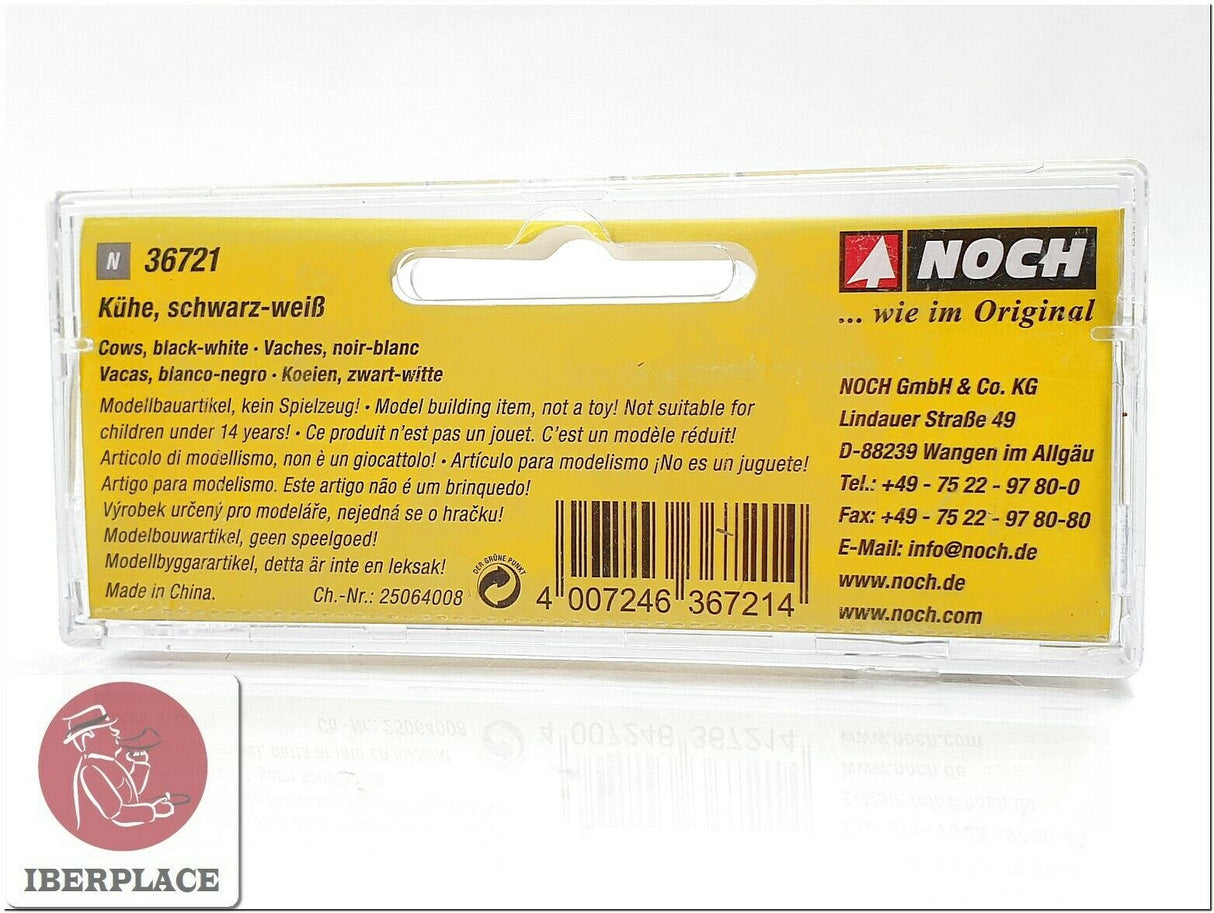 N 36721
Kühe, schwarz-weiß
Cows, black-white · Vaches, noir-blanc
Vacas, blanco-negro · Koeien, zwart-witte
Modellbauartikel, kein Spielzeug! · Model building item, not a toy! Not suitable for
children under 14 years! · Ce produit n'est pas un jouet. C'est un modèle réduit!
Articolo di modellismo, non è un giocattolo! · Artículo para modelismo ¡No es un juguete!
Artigo para modelismo. Este artigo não é um brinquedo!
Výrobek určený pro modeláře, nejedná se o hračku!
Modelbouwartikel, geen speelgoed!
Modellbyggarartikel, detta är inte en leksak!
Made in China. Ch.-Nr.: 25064008
DER GRÜNE PUNKT
4 007246 367214
NOCH
... wie im Original
NOCH GmbH & Co. KG
Lindauer Straße 49
D-88239 Wangen im Allgäu
Tel.: +49 - 75 22 - 97 80-0
Fax: +49 - 75 22 - 97 80-80
E-Mail: info@noch.de
www.noch.de
www.noch.com
IBERPLACE